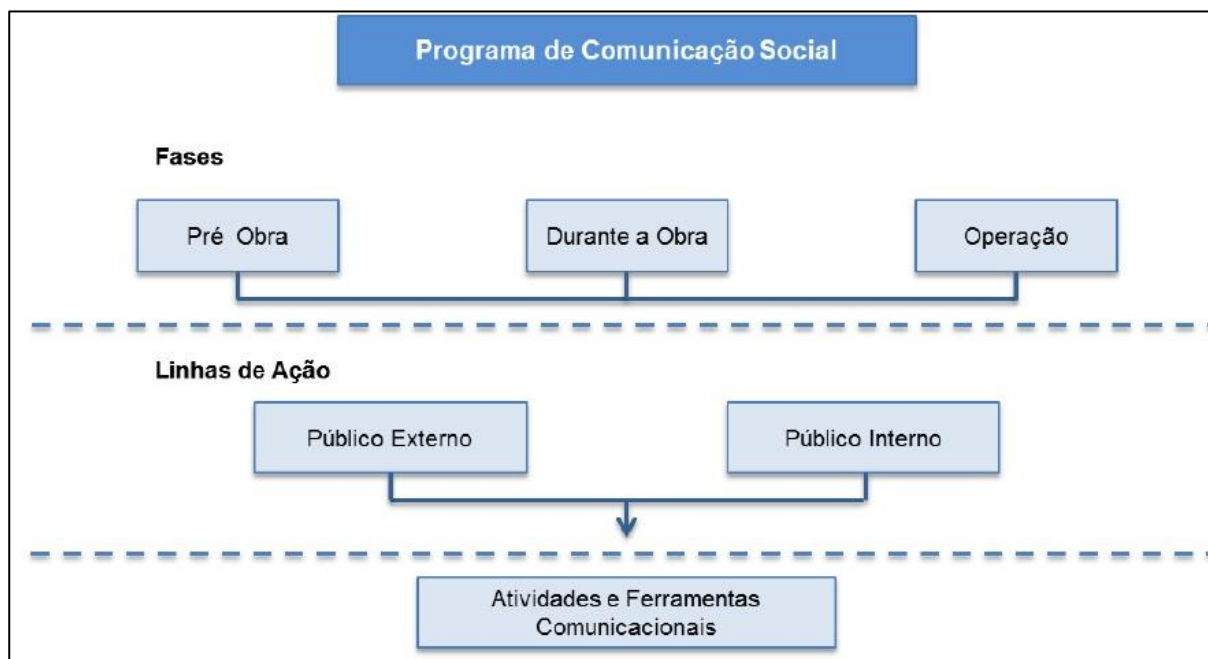 Programa de Comunicação Social
Fases
Pré Obra
Durante a Obra
Operação
Linhas de Ação
Público Externo
Público Interno
Atividades e Ferramentas
Comunicacionais